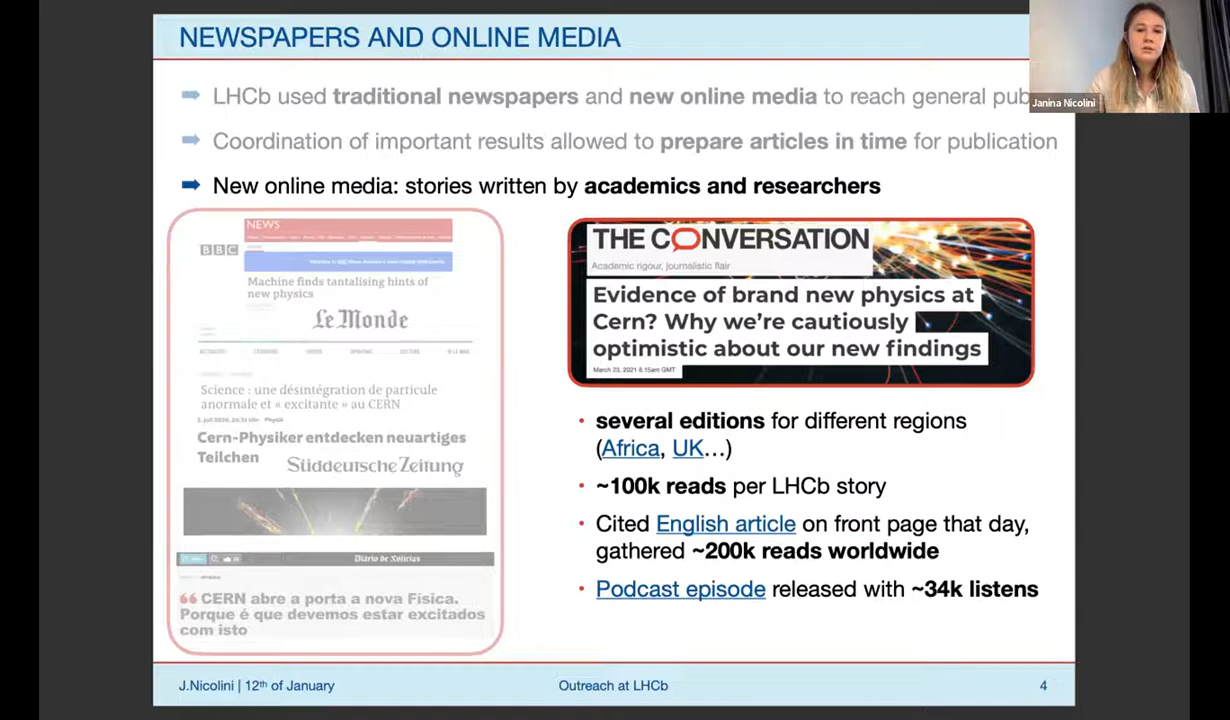 NEWSPAPERS AND ONLINE MEDIA
LHCb used traditional newspapers and new online media to reach general
Coordination of important results allowed to prepare articles in time for publication
New online media: stories written by academics and researchers
NEWS
BBC
Machine finds tantalising hints of
new physics
Le Monde
Science : une désintégration de particule
anormale et « excitante » au CERN
Cern-Physiker entdecken neuartiges
Teilchen
Süddeutsche Zeitung
Diário de Notícias
CERN abre a porta a nova Física.
Porque é que devemos estar excitados
com isto
THE CONVERSATION
Academic rigour, journalistic flair
Evidence of brand new physics at
Cern? Why we're cautiously
optimistic about our new findings
March 23, 2021 8.15am GMT
• several editions for different regions
(Africa, UK…)
• ~100k reads per LHCb story
• Cited English article on front page that day,
gathered ~200k reads worldwide
• Podcast episode released with ~34k listens
J.Nicolini | 12th of January
Outreach at LHCb
4
Janina Nicolini